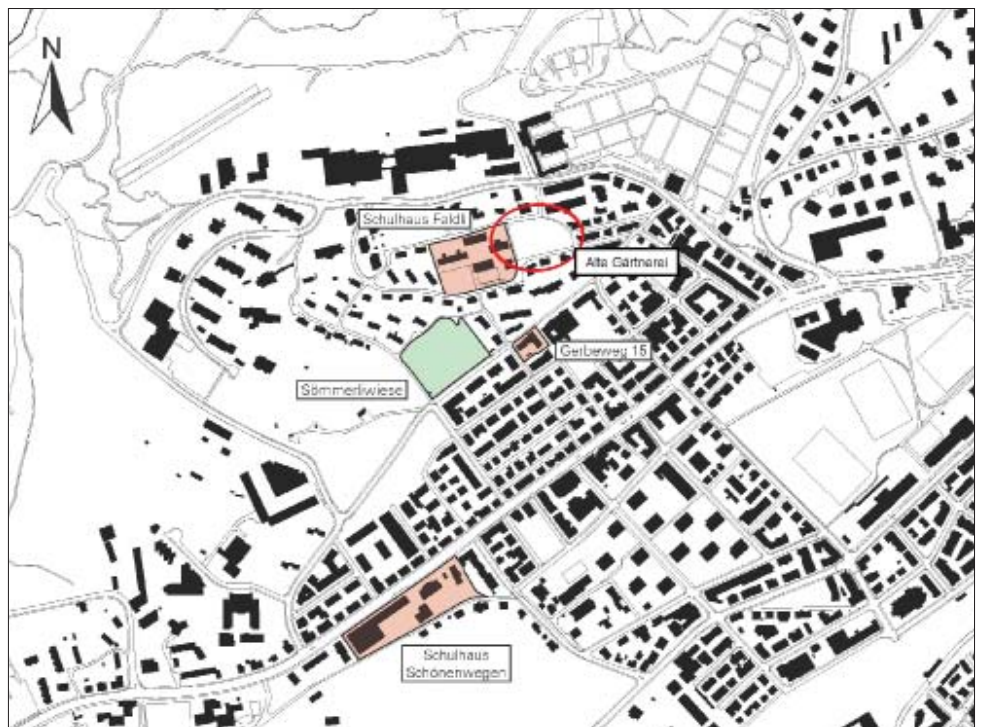 N
Schulhaus Feldli
Alte Gärtnerei
Gerbeweg 15
Sömmerliwiese
Schulhaus
Schönenwegen